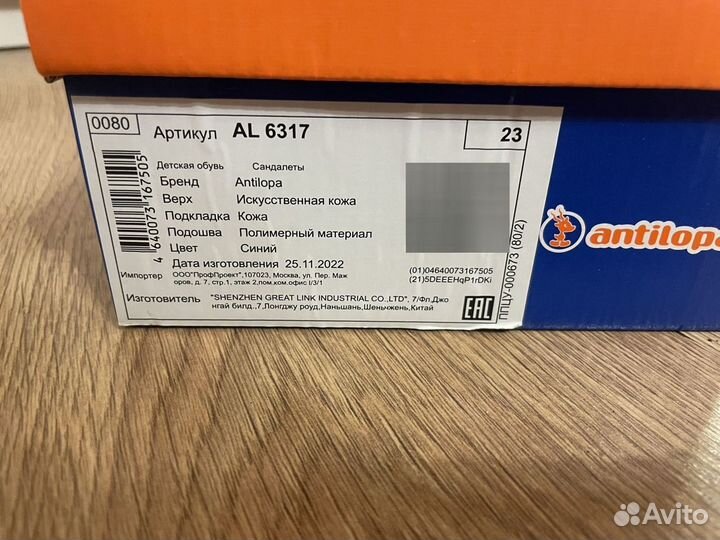 0080
Артикул AL 6317
23
Детская обувь Сандалеты
Бренд Antilopa
Верх Искусственная кожа
Подкладка Кожа
Подошва Полимерный материал
Цвет Синий
Дата изготовления 25.11.2022
Импортер ООО"ПрофПроект",107023, Москва, ул. Пер. Маж
оров, д. 7, стр.1, этаж 2,пом,ком.офис I/3/1
Изготовитель "SHENZHEN GREAT LINK INDUSTRIAL CO.,LTD", 7/Фл,Джо
нгай билд.,7,Лонгджу роуд,Наньшань,Шеньчжень,Китай
4 640073 167505
(01)04640073167505
(21)5DEEEHqP1rDKi
EAC
ППЦУ-000673 (80/2)
antilopa
Avito